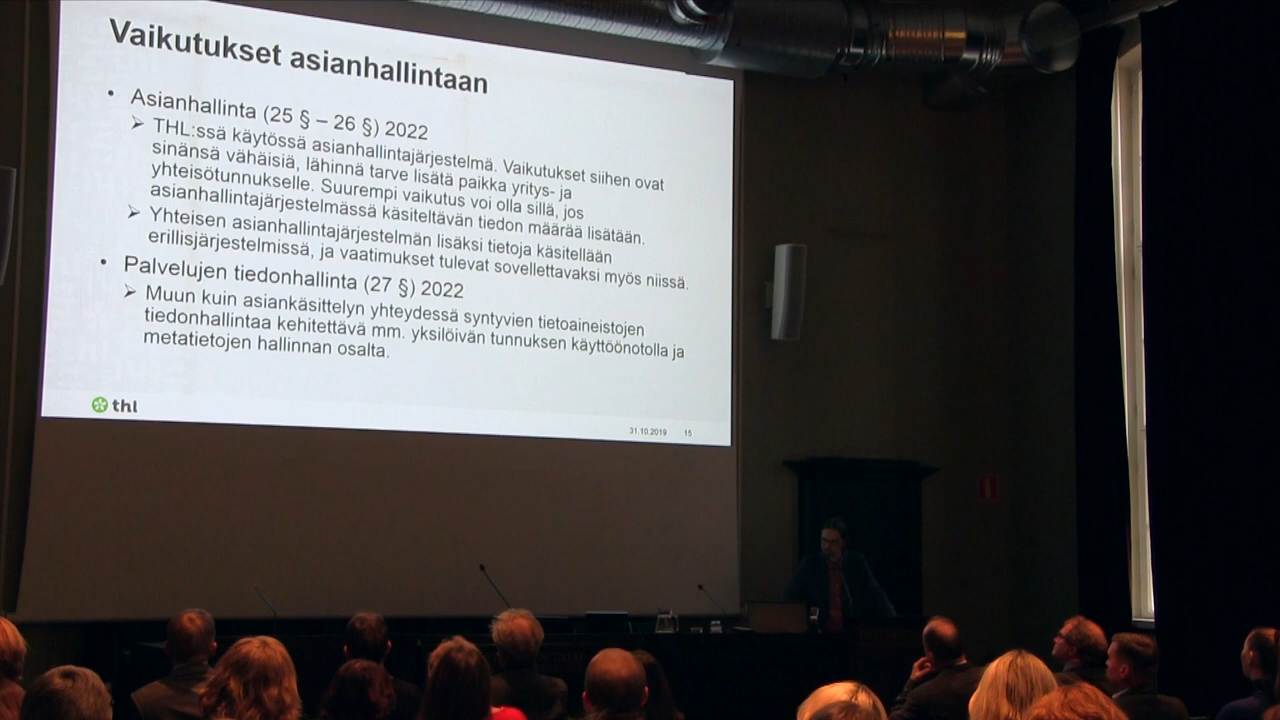 Vaikutukset asianhallintaan
• Asianhallinta (25 § – 26 §) 2022
➢ THL:ssä käytössä asianhallintajärjestelmä. Vaikutukset siihen ovat
sinänsä vähäisiä, lähinnä tarve lisätä paikka yritys- ja
yhteisötunnukselle. Suurempi vaikutus voi olla sillä, jos
asianhallintajärjestelmässä käsiteltävän tiedon määrää lisätään.
➢ Yhteisen asianhallintajärjestelmän lisäksi tietoja käsitellään
erillisjärjestelmissä, ja vaatimukset tulevat sovellettavaksi myös niissä.
• Palvelujen tiedonhallinta (27 §) 2022
➢ Muun kuin asiankäsittelyn yhteydessä syntyvien tietoaineistojen
tiedonhallintaa kehitettävä mm. yksilöivän tunnuksen käyttöönotolla ja
metatietojen hallinnan osalta.
thl
31.10.2019 15